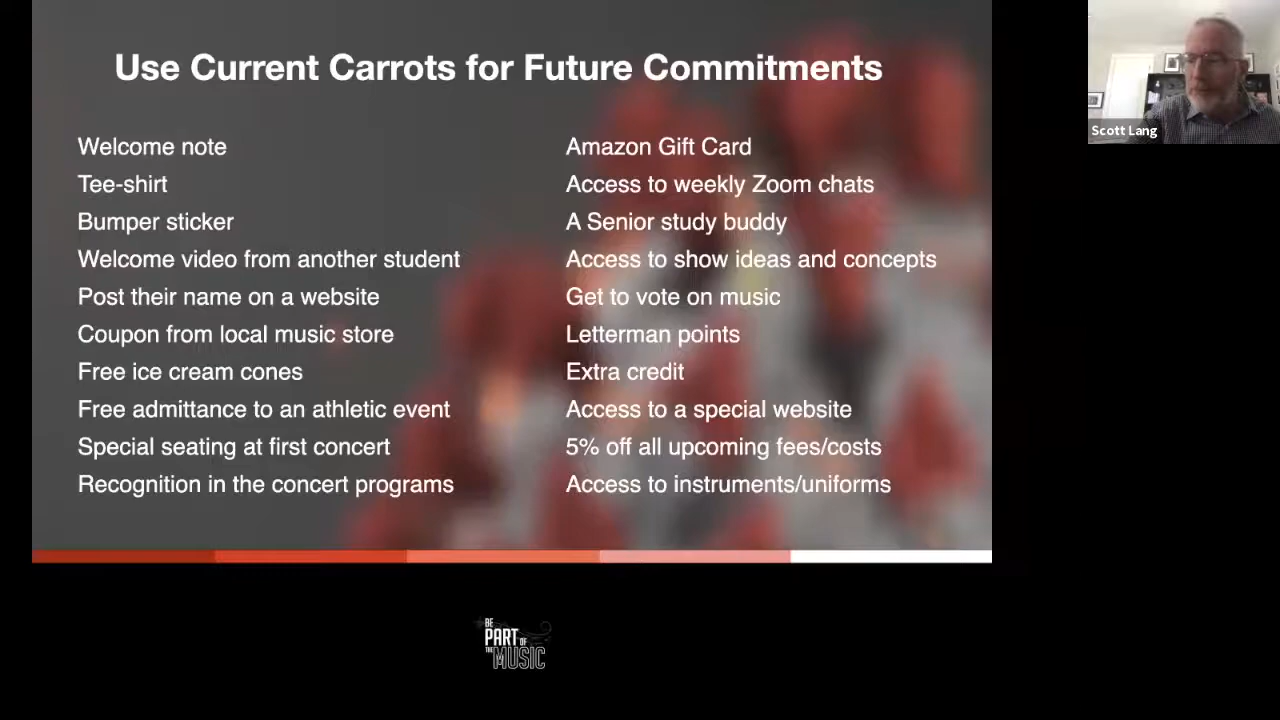 Use Current Carrots for Future Commitments
Welcome note
Tee-shirt
Bumper sticker
Welcome video from another student
Post their name on a website
Coupon from local music store
Free ice cream cones
Free admittance to an athletic event
Special seating at first concert
Recognition in the concert programs
Amazon Gift Card
Access to weekly Zoom chats
A Senior study buddy
Access to show ideas and concepts
Get to vote on music
Letterman points
Extra credit
Access to a special website
5% off all upcoming fees/costs
Access to instruments/uniforms
Scott Lang
BE
PART OF
THE MUSIC